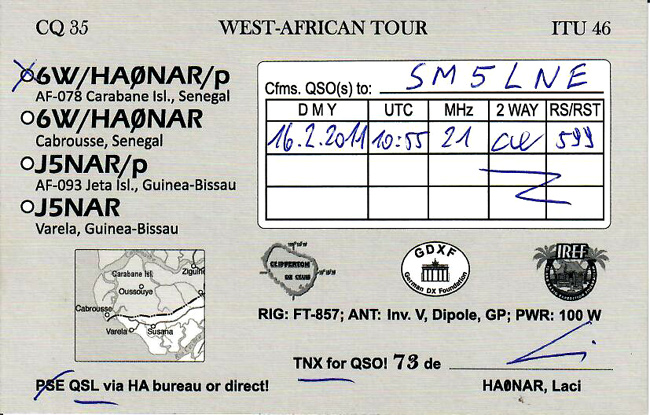 CQ 35 WEST-AFRICAN TOUR ITU 46
6W/HAØNAR/p
AF-078 Carabane Isl., Senegal
6W/HAØNAR
Cabrousse, Senegal
J5NAR/p
AF-093 Jeta Isl., Guinea-Bissau
J5NAR
Varela, Guinea-Bissau
Cfms. QSO(s) to: SM5LNE
D M Y UTC MHz 2 WAY RS/RST
16.2.2011 10:55 21 CW 599
Carabane Isl.
Ziguin
Oussouye
Cabrousse
Varela
Susana
CLIPPERTON
DX CLUB
GDXF
German DX Foundation
IREF
RIG: FT-857; ANT: Inv. V, Dipole, GP; PWR: 100 W
TNX for QSO! 73 de
PSE QSL via HA bureau or direct!
HAØNAR, Laci